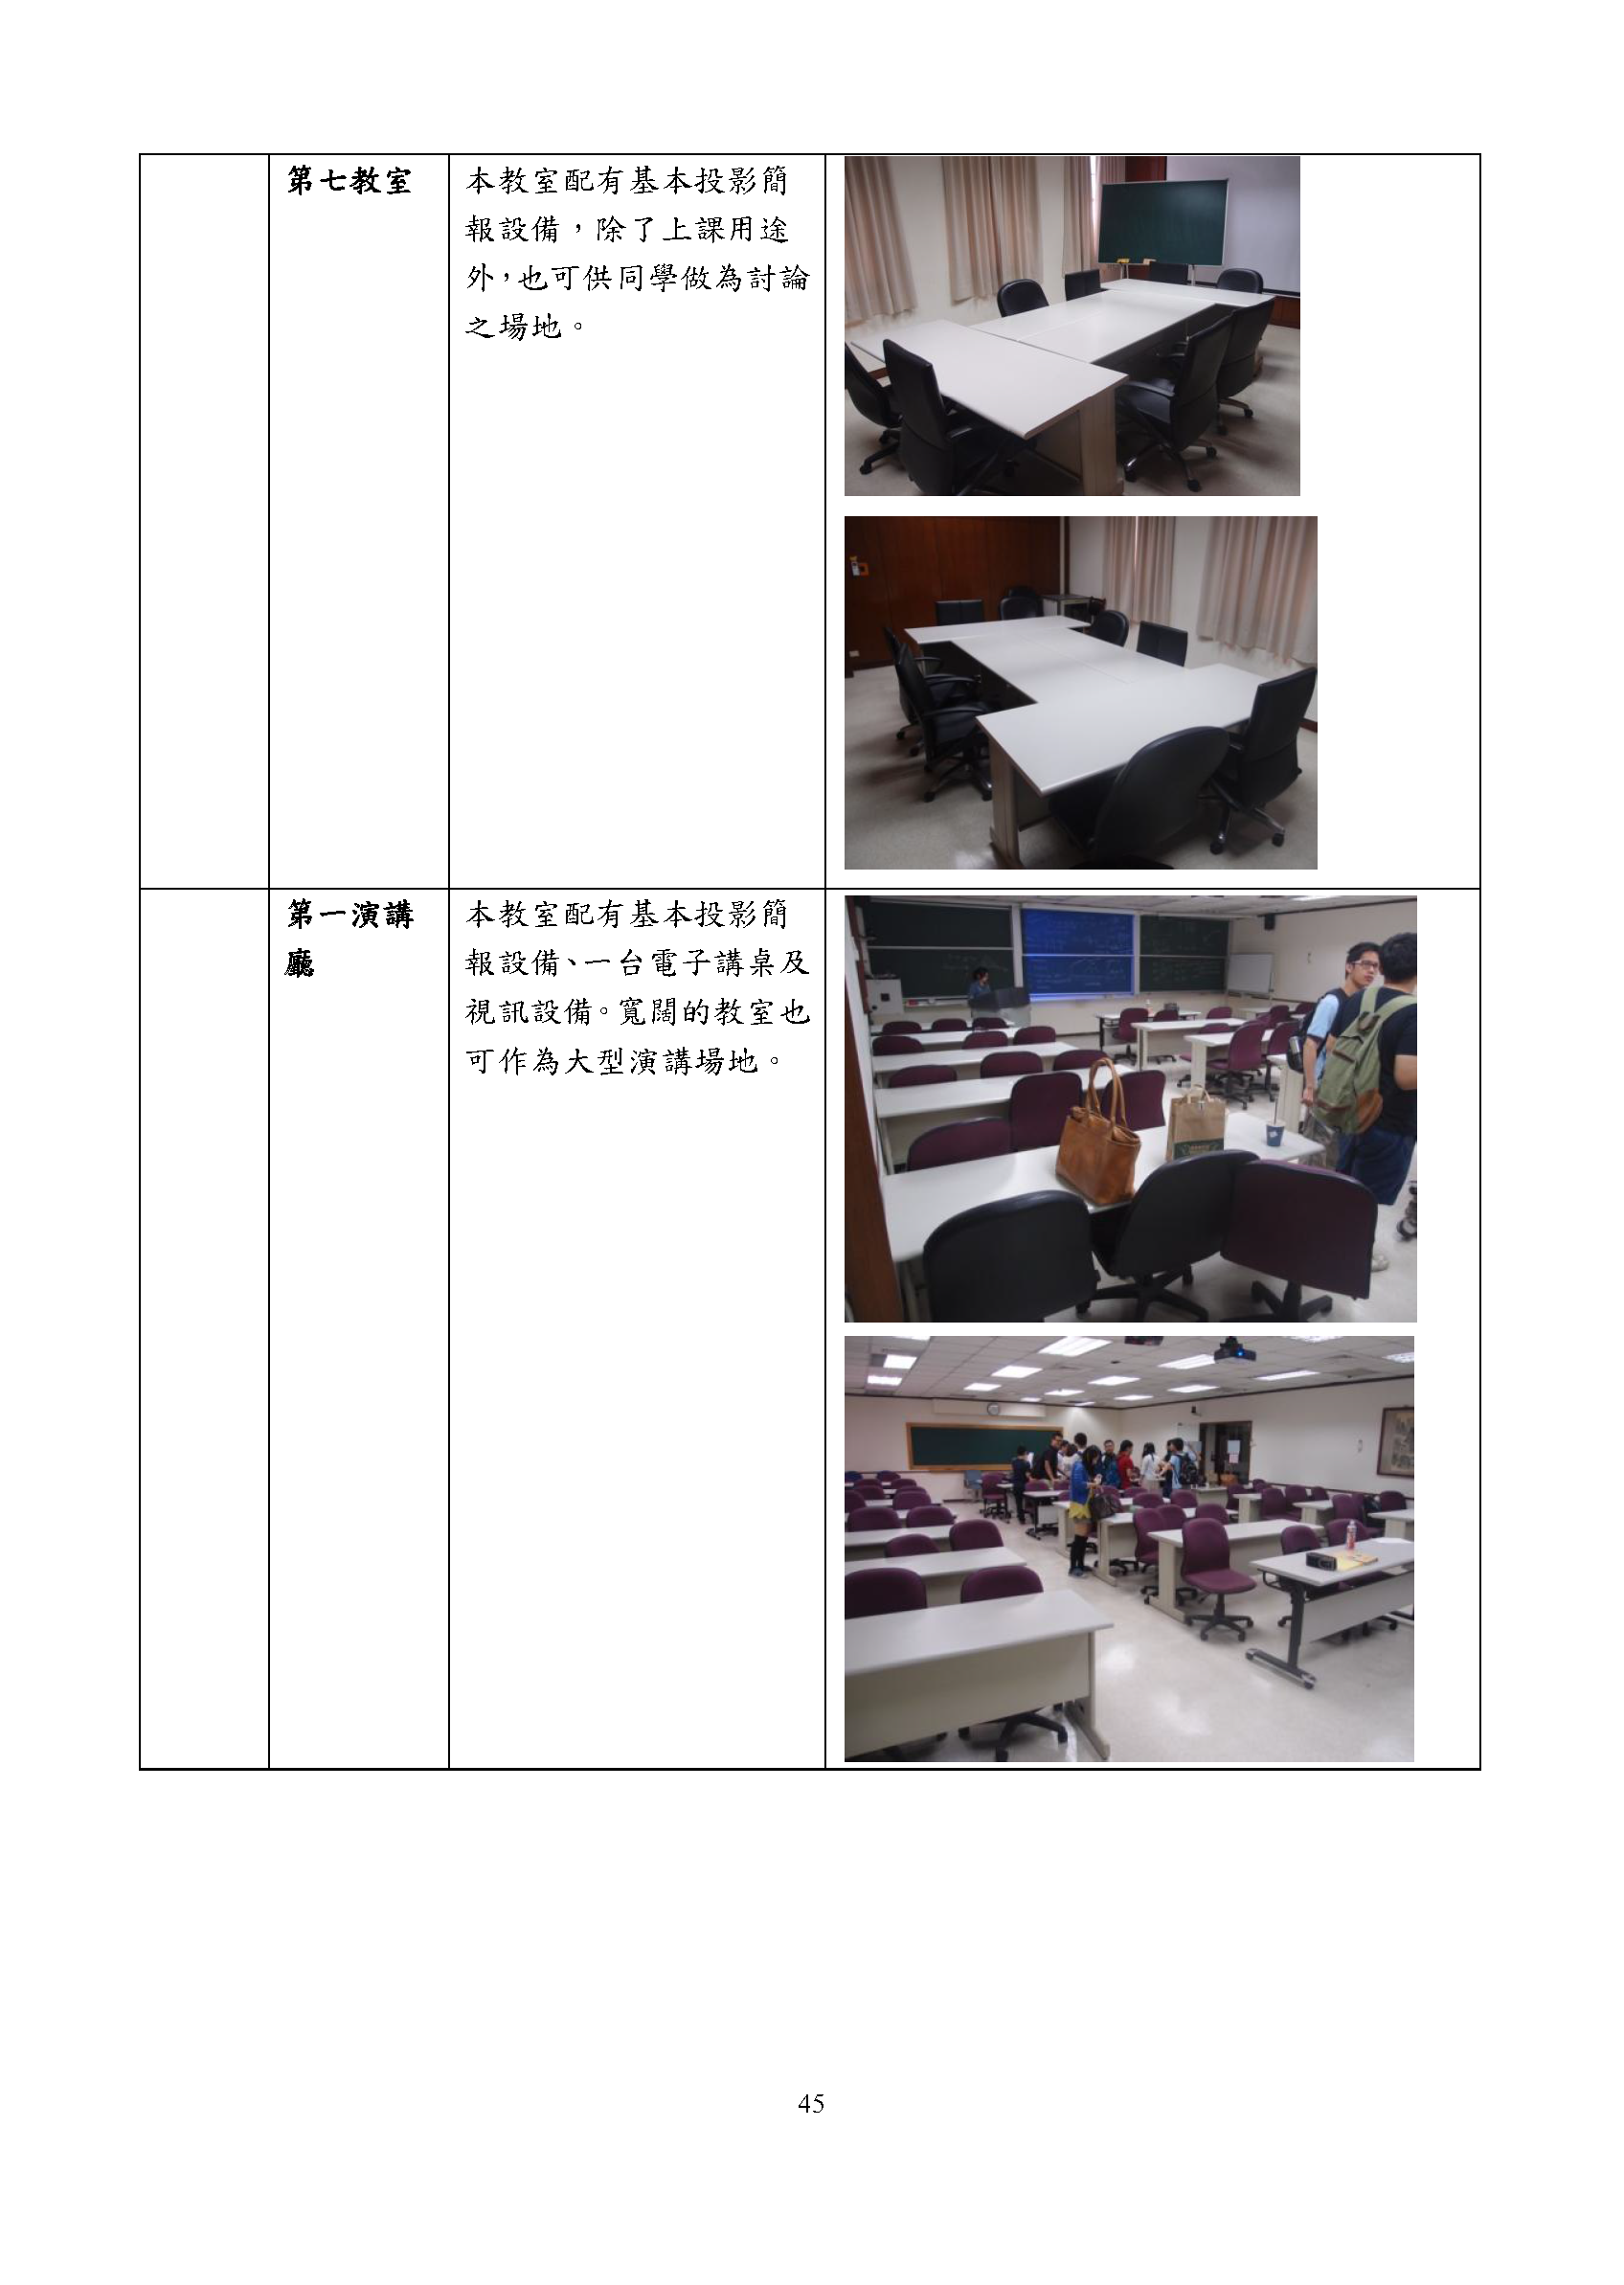 第七教室
本教室配有基本投影簡
報設備，除了上課用途
外，也可供同學做為討論
之場地。
第一演講
廳
本教室配有基本投影簡
報設備、一台電子講桌及
視訊設備。寬闊的教室也
可作為大型演講場地。
45